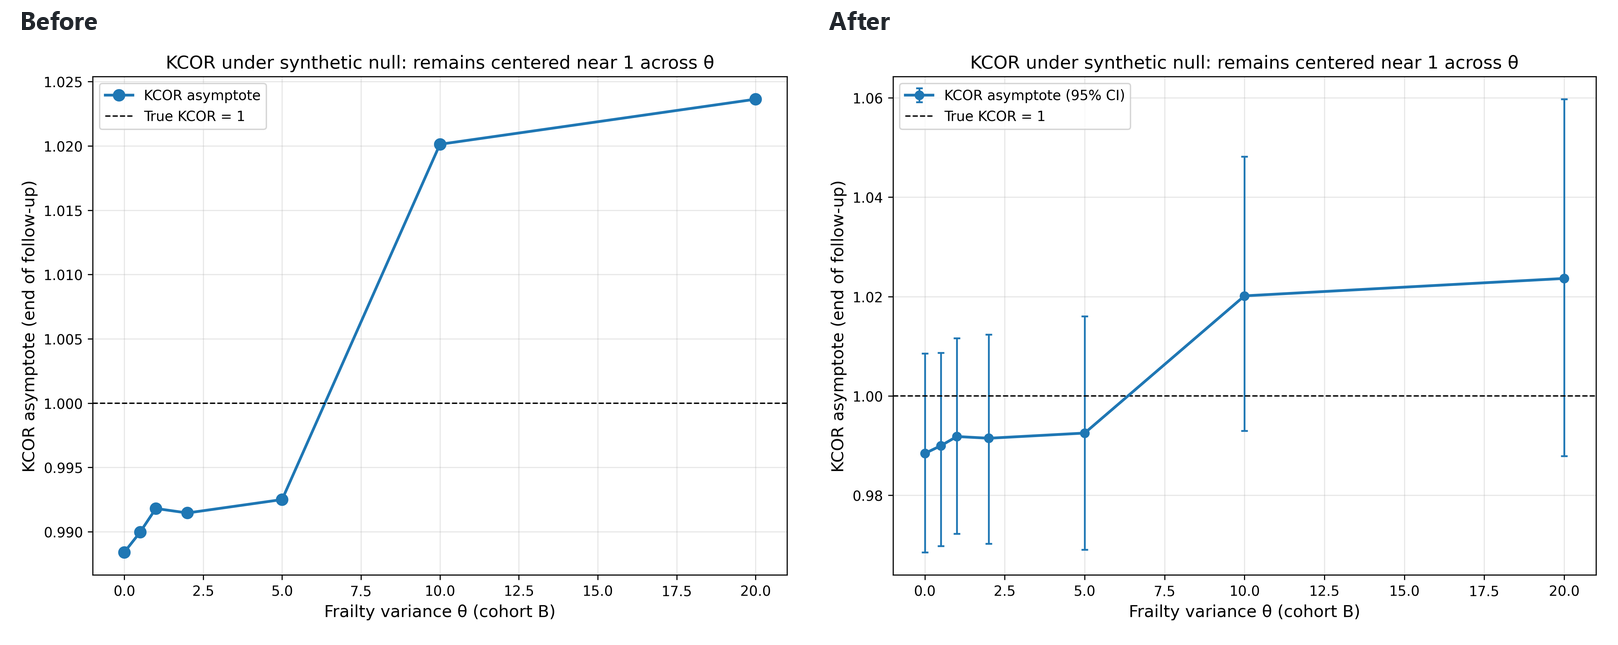 Before
KCOR under synthetic null: remains centered near 1 across θ
KCOR asymptote
True KCOR = 1
KCOR asymptote (end of follow-up)
1.025
1.020
1.015
1.010
1.005
1.000
0.995
0.990
0.0 2.5 5.0 7.5 10.0 12.5 15.0 17.5 20.0
Frailty variance θ (cohort B)
After
KCOR under synthetic null: remains centered near 1 across θ
KCOR asymptote (95% CI)
True KCOR = 1
KCOR asymptote (end of follow-up)
1.06
1.04
1.02
1.00
0.98
0.0 2.5 5.0 7.5 10.0 12.5 15.0 17.5 20.0
Frailty variance θ (cohort B)